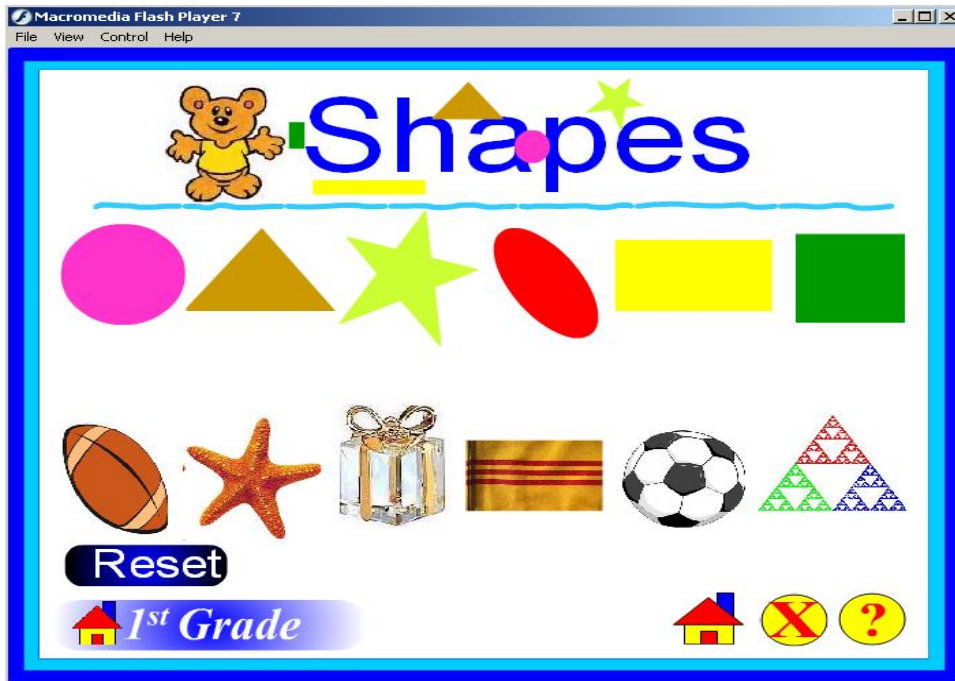 Macromedia Flash Player 7
File View Control Help
Shapes
Reset
1st Grade
X ?